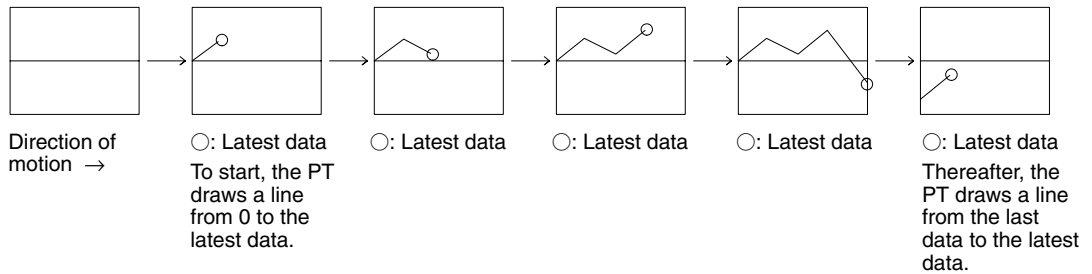 Direction of
motion →
○: Latest data
To start, the PT
draws a line
from 0 to the
latest data.
○: Latest data
○: Latest data
○: Latest data
○: Latest data
Thereafter, the
PT draws a line
from the last
data to the latest
data.